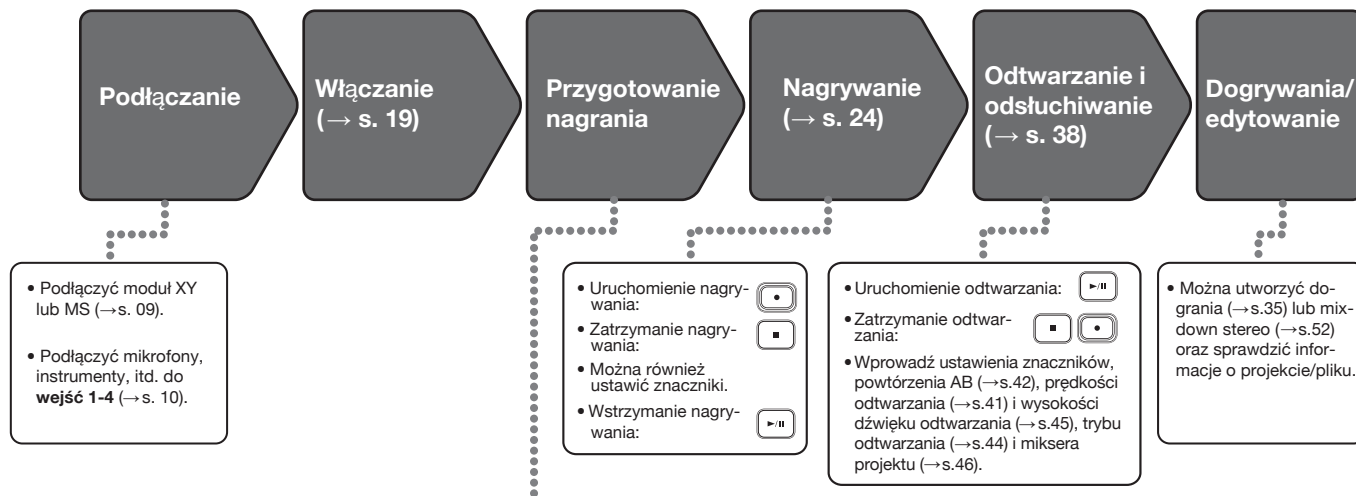 Podłączanie
Włączanie
(→ s. 19)
Przygotowanie
nagrania
Nagrywanie
(→ s. 24)
Odtwarzanie i
odsłuchiwanie
(→ s. 38)
Dogrywania/
edytowanie
• Podłączyć moduł XY
lub MS (→s. 09).
• Podłączyć mikrofony,
instrumenty, itd. do
wejść 1-4 (→s. 10).
• Uruchomienie nagry-
wania:
• Zatrzymanie nagry-
wania:
• Można również
ustawić znaczniki.
• Wstrzymanie nagry-
wania:
• Uruchomienie odtwarzania:
• Zatrzymanie odtwar-
zania:
• Wprowadź ustawienia znaczników,
powtórzenia AB (→s.42), prędkości
odtwarzania (→s.41) i wysokości
dźwięku odtwarzania (→s.45), trybu
odtwarzania (→s.44) i miksera
projektu (→s.46).
• Można utworzyć do-
grania (→s.35) lub mix-
down stereo (→s.52)
oraz sprawdzić infor-
macje o projekcie/pliku.